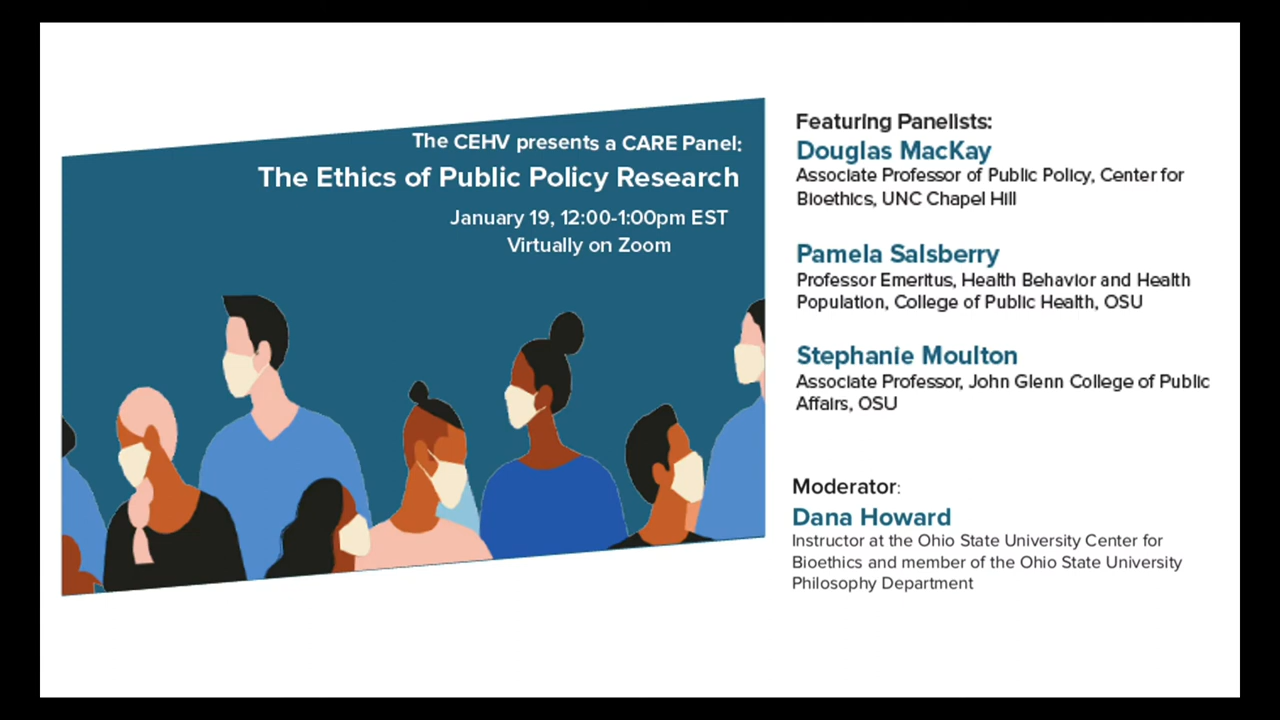 The CEHV presents a CARE Panel:
The Ethics of Public Policy Research
January 19, 12:00-1:00pm EST
Virtually on Zoom
Featuring Panelists:
Douglas MacKay
Associate Professor of Public Policy, Center for
Bioethics, UNC Chapel Hill
Pamela Salsberry
Professor Emeritus, Health Behavior and Health
Population, College of Public Health, OSU
Stephanie Moulton
Associate Professor, John Glenn College of Public
Affairs, OSU
Moderator:
Dana Howard
Instructor at the Ohio State University Center for
Bioethics and member of the Ohio State University
Philosophy Department